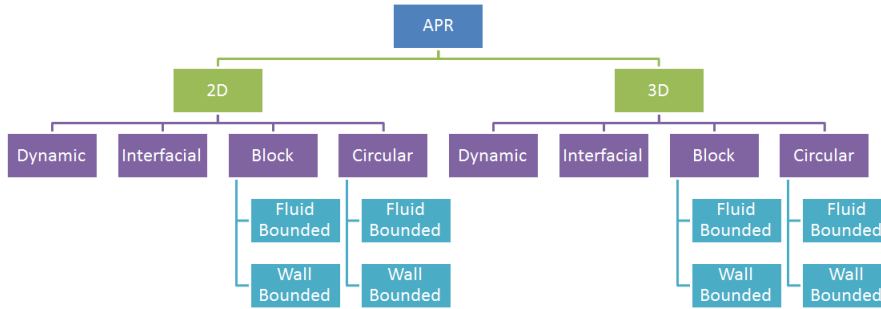 APR
2D
3D
Dynamic
Interfacial
Block
Circular
Dynamic
Interfacial
Block
Circular
Fluid
Bounded
Fluid
Bounded
Fluid
Bounded
Fluid
Bounded
Wall
Bounded
Wall
Bounded
Wall
Bounded
Wall
Bounded